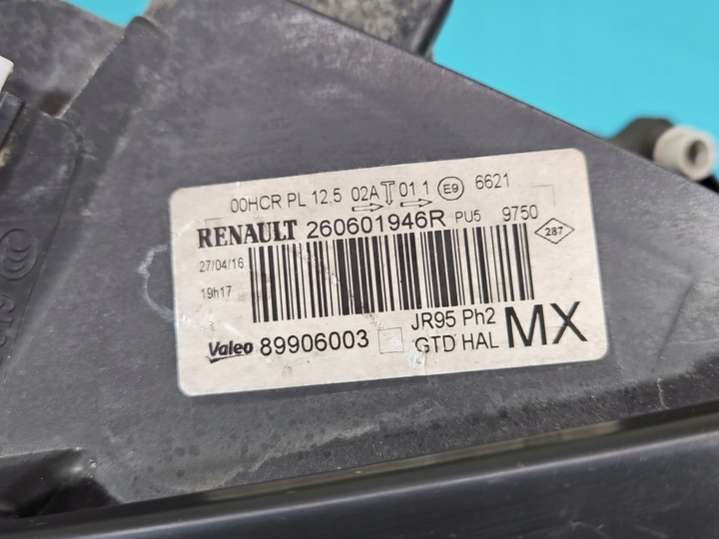 00HCR PL 12.5 02A 01 1 E9 6621
RENAULT 260601946R PU5 9750
287
27/04/16
19h17
Valeo 89906003 JR95 Ph2
GTD HAL MX